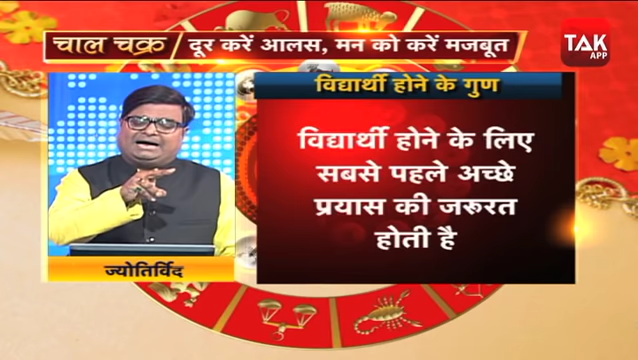 चाल चक्र / दूर करें आलस, मन को करें मजबूत
TAK
APP
विद्यार्थी होने के गुण
विद्यार्थी होने के लिए
सबसे पहले अच्छे
प्रयास की जरूरत
होती है
ज्योतिर्विद